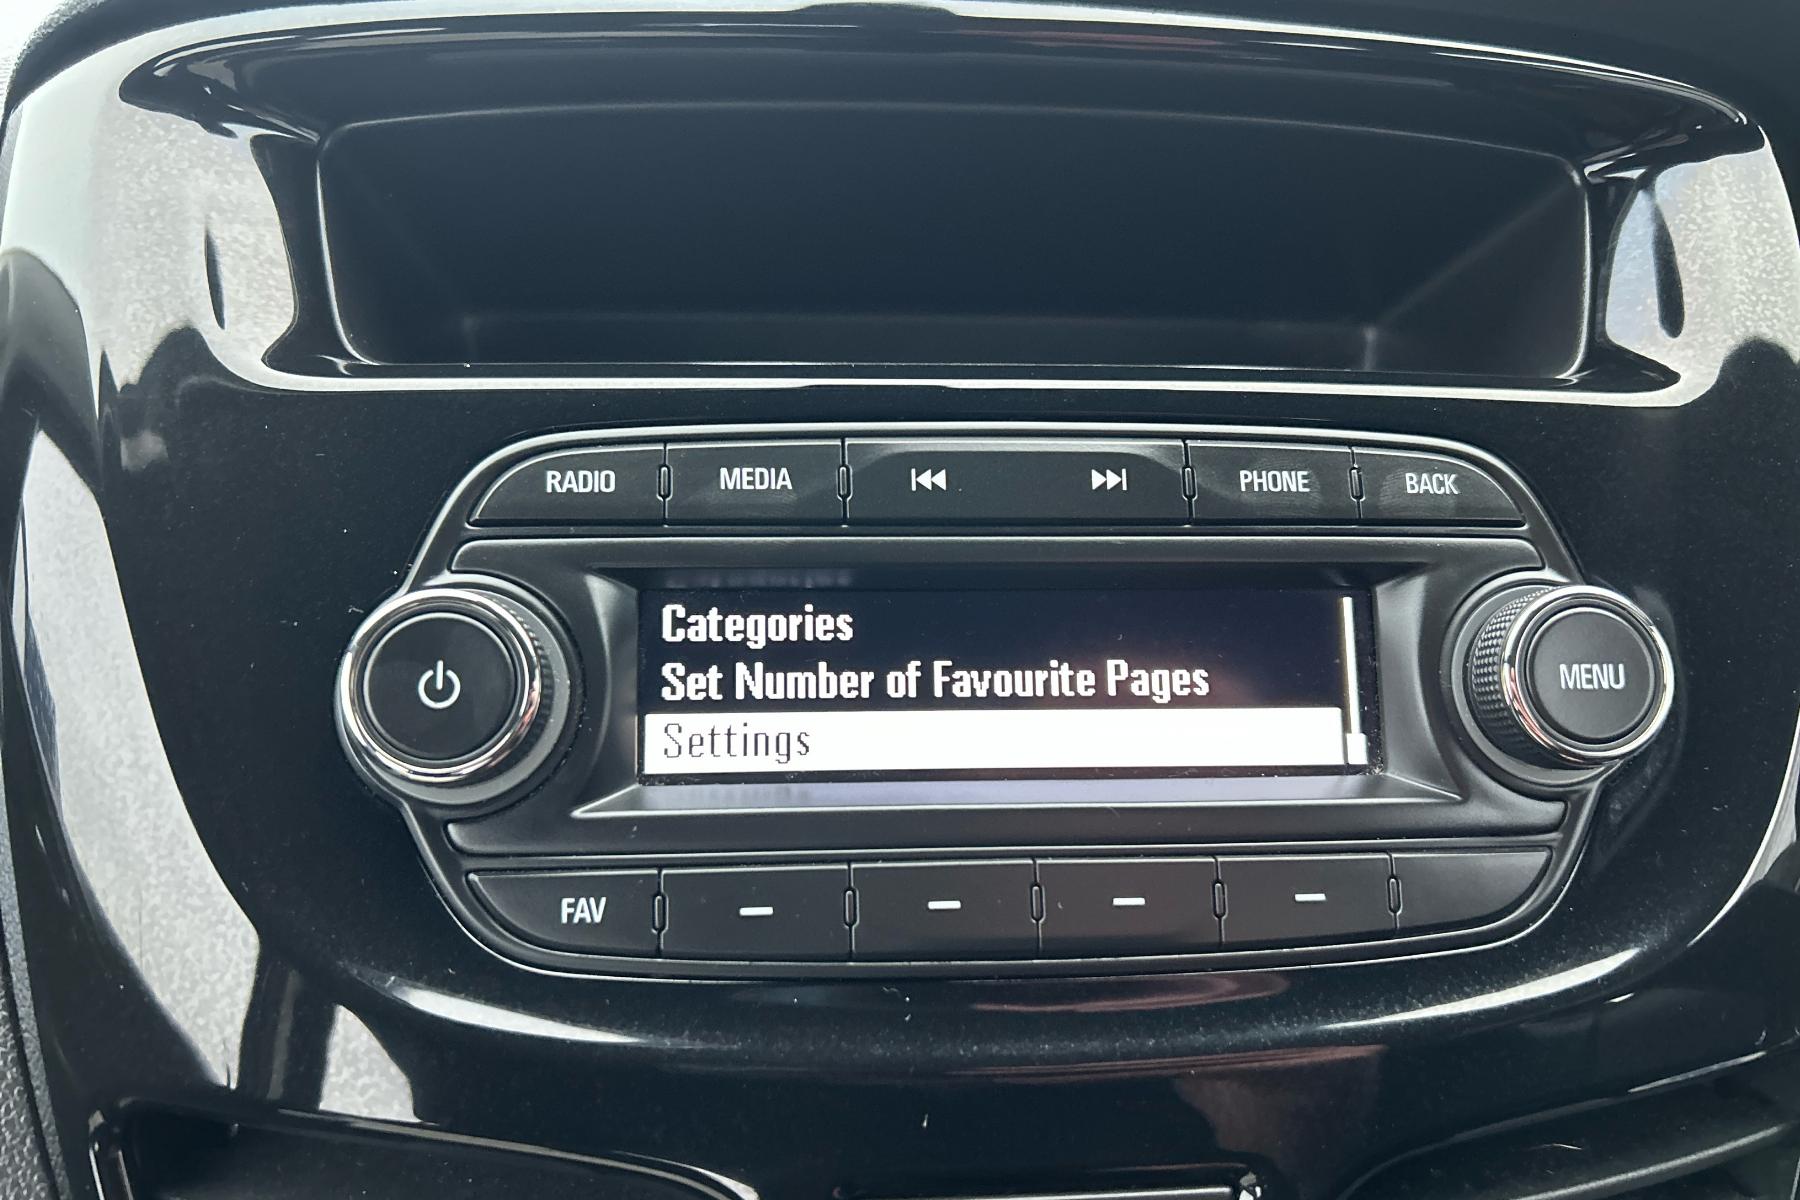 RADIO MEDIA PHONE BACK
Categories
Set Number of Favourite Pages
Settings
MENU
FAV